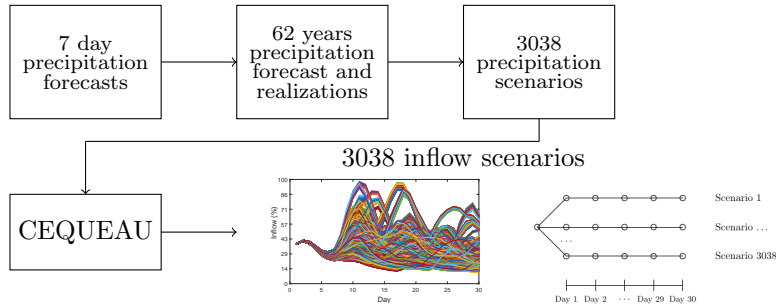 7 day
precipitation
forecasts
62 years
precipitation
forecast and
realizations
3038
precipitation
scenarios
3038 inflow scenarios
CEQUEAU
Inflow (%)
100
86
71
57
43
29
14
0
0 5 10 15 20 25 30
Day
Scenario 1
Scenario ...
...
Scenario 3038
Day 1 Day 2 ... Day 29 Day 30